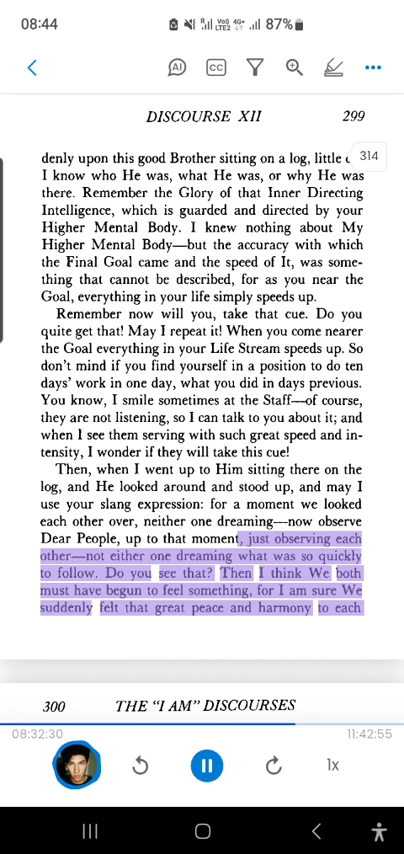 08:44
VoD LTE2 4G+ 87%
AI CC
DISCOURSE XII 299
314
denly upon this good Brother sitting on a log, little
I know who He was, what He was, or why He was
there. Remember the Glory of that Inner Directing
Intelligence, which is guarded and directed by your
Higher Mental Body. I knew nothing about My
Higher Mental Body—but the accuracy with which
the Final Goal came and the speed of It, was some-
thing that cannot be described, for as you near the
Goal, everything in your life simply speeds up.
Remember now will you, take that cue. Do you
quite get that! May I repeat it! When you come nearer
the Goal everything in your Life Stream speeds up. So
don't mind if you find yourself in a position to do ten
days' work in one day, what you did in days previous.
You know, I smile sometimes at the Staff—of course,
they are not listening, so I can talk to you about it; and
when I see them serving with such great speed and in-
tensity, I wonder if they will take this cue!
Then, when I went up to Him sitting there on the
log, and He looked around and stood up, and may I
use your slang expression: for a moment we looked
each other over, neither one dreaming—now observe
Dear People, up to that moment, just observing each
other—not either one dreaming what was so quickly
to follow. Do you see that? Then I think We both
must have begun to feel something, for I am sure We
suddenly felt that great peace and harmony to each
300 THE "I AM" DISCOURSES
08:32:30 11:42:55
1x